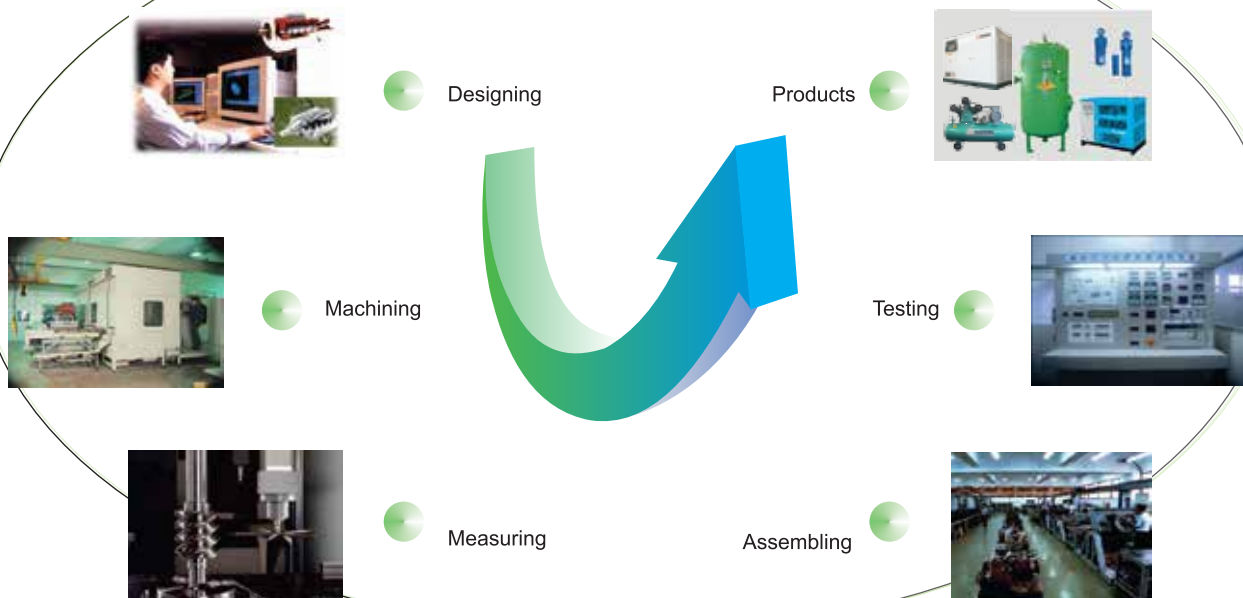 Designing
Products
Machining
Testing
Measuring
Assembling